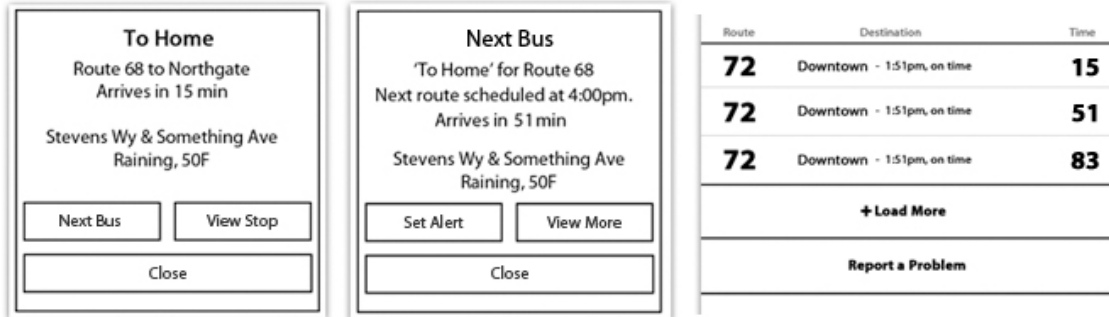 To Home
Route 68 to Northgate
Arrives in 15 min
Stevens Wy & Something Ave
Raining, 50F
Next Bus
View Stop
Close
Next Bus
'To Home' for Route 68
Next route scheduled at 4:00pm.
Arrives in 51 min
Stevens Wy & Something Ave
Raining, 50F
Set Alert
View More
Close
Route Destination Time
72 Downtown - 1:51pm, on time 15
72 Downtown - 1:51pm, on time 51
72 Downtown - 1:51pm, on time 83
+ Load More
Report a Problem